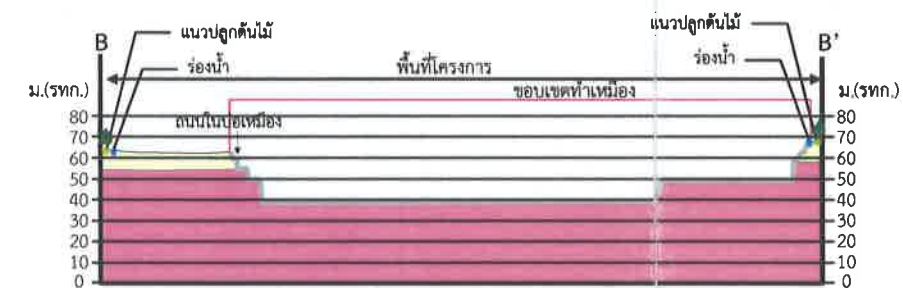 แนวปลูกต้นไม้
แนวปลูกต้นไม้
B
B'
ร่องน้ำ
พื้นที่โครงการ
ร่องน้ำ
ม.(รทก.)
ขอบเขตทำเหมือง
ม.(รทก.)
80
ถนนในบ่อเหมือง
80
70
70
60
60
50
50
40
40
30
30
20
20
10
10
0
0